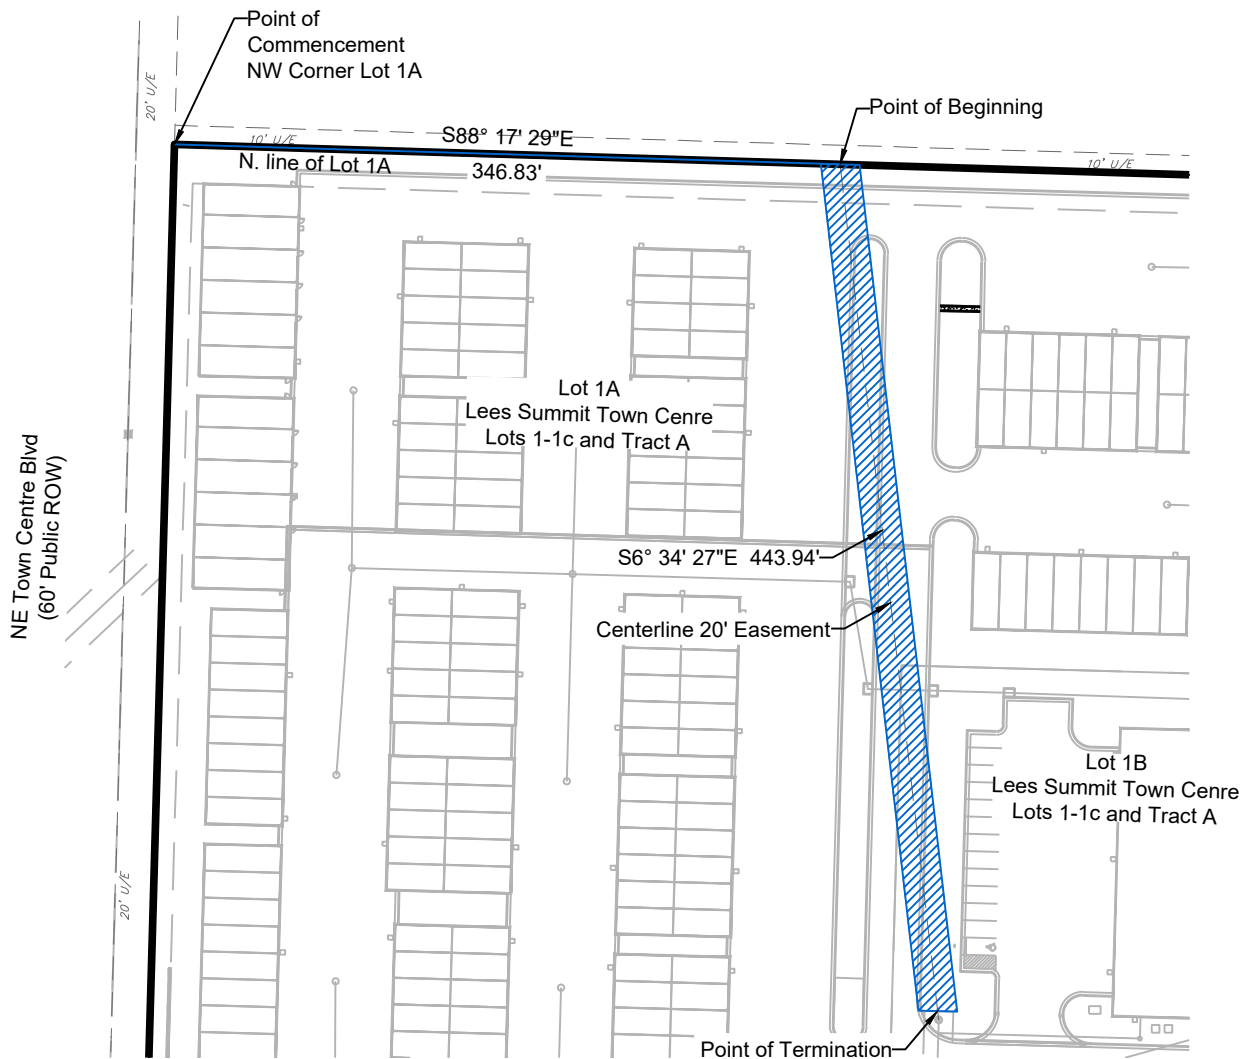 Point of
Commencement
NW Corner Lot 1A
20' U/E
Point of Beginning
10' U/E
S88° 17' 29"E
10' U/E
N. line of Lot 1A
346.83'
Lot 1A
Lees Summit Town Cenre
Lots 1-1c and Tract A
NE Town Centre Blvd
(60' Public ROW)
S6° 34' 27"E 443.94'
Centerline 20' Easement
Lot 1B
Lees Summit Town Cenre
Lots 1-1c and Tract A
20' U/E
Point of Termination